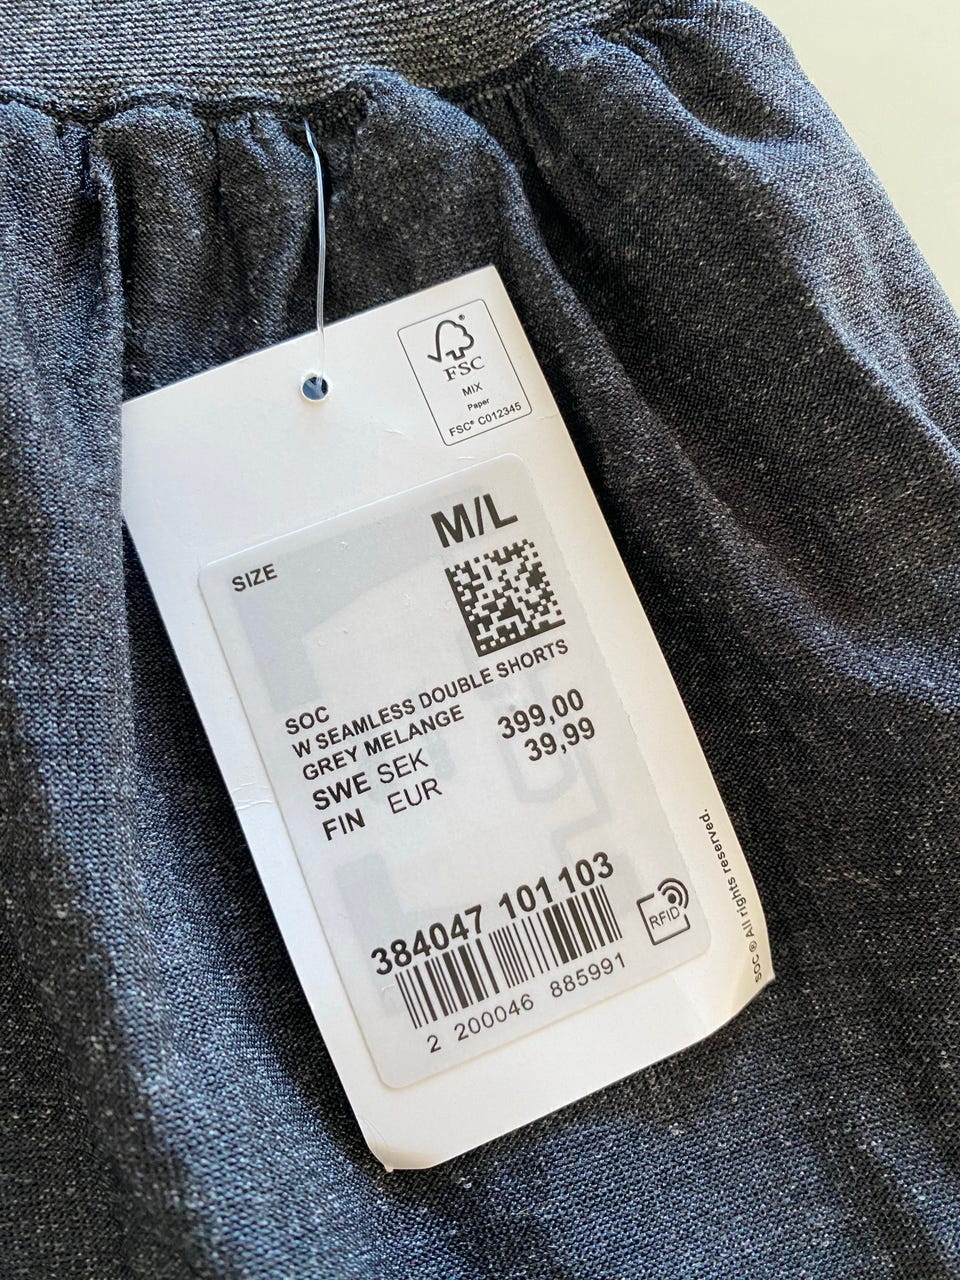 FSC®
MIX
Paper
FSC® C012345
M/L
SIZE
SOC
W SEAMLESS DOUBLE SHORTS
GREY MELANGE
SWE SEK 399,00
FIN EUR 39,99
384047 101 103
RFID
2 200046 885991
SOC ® All rights reserved.